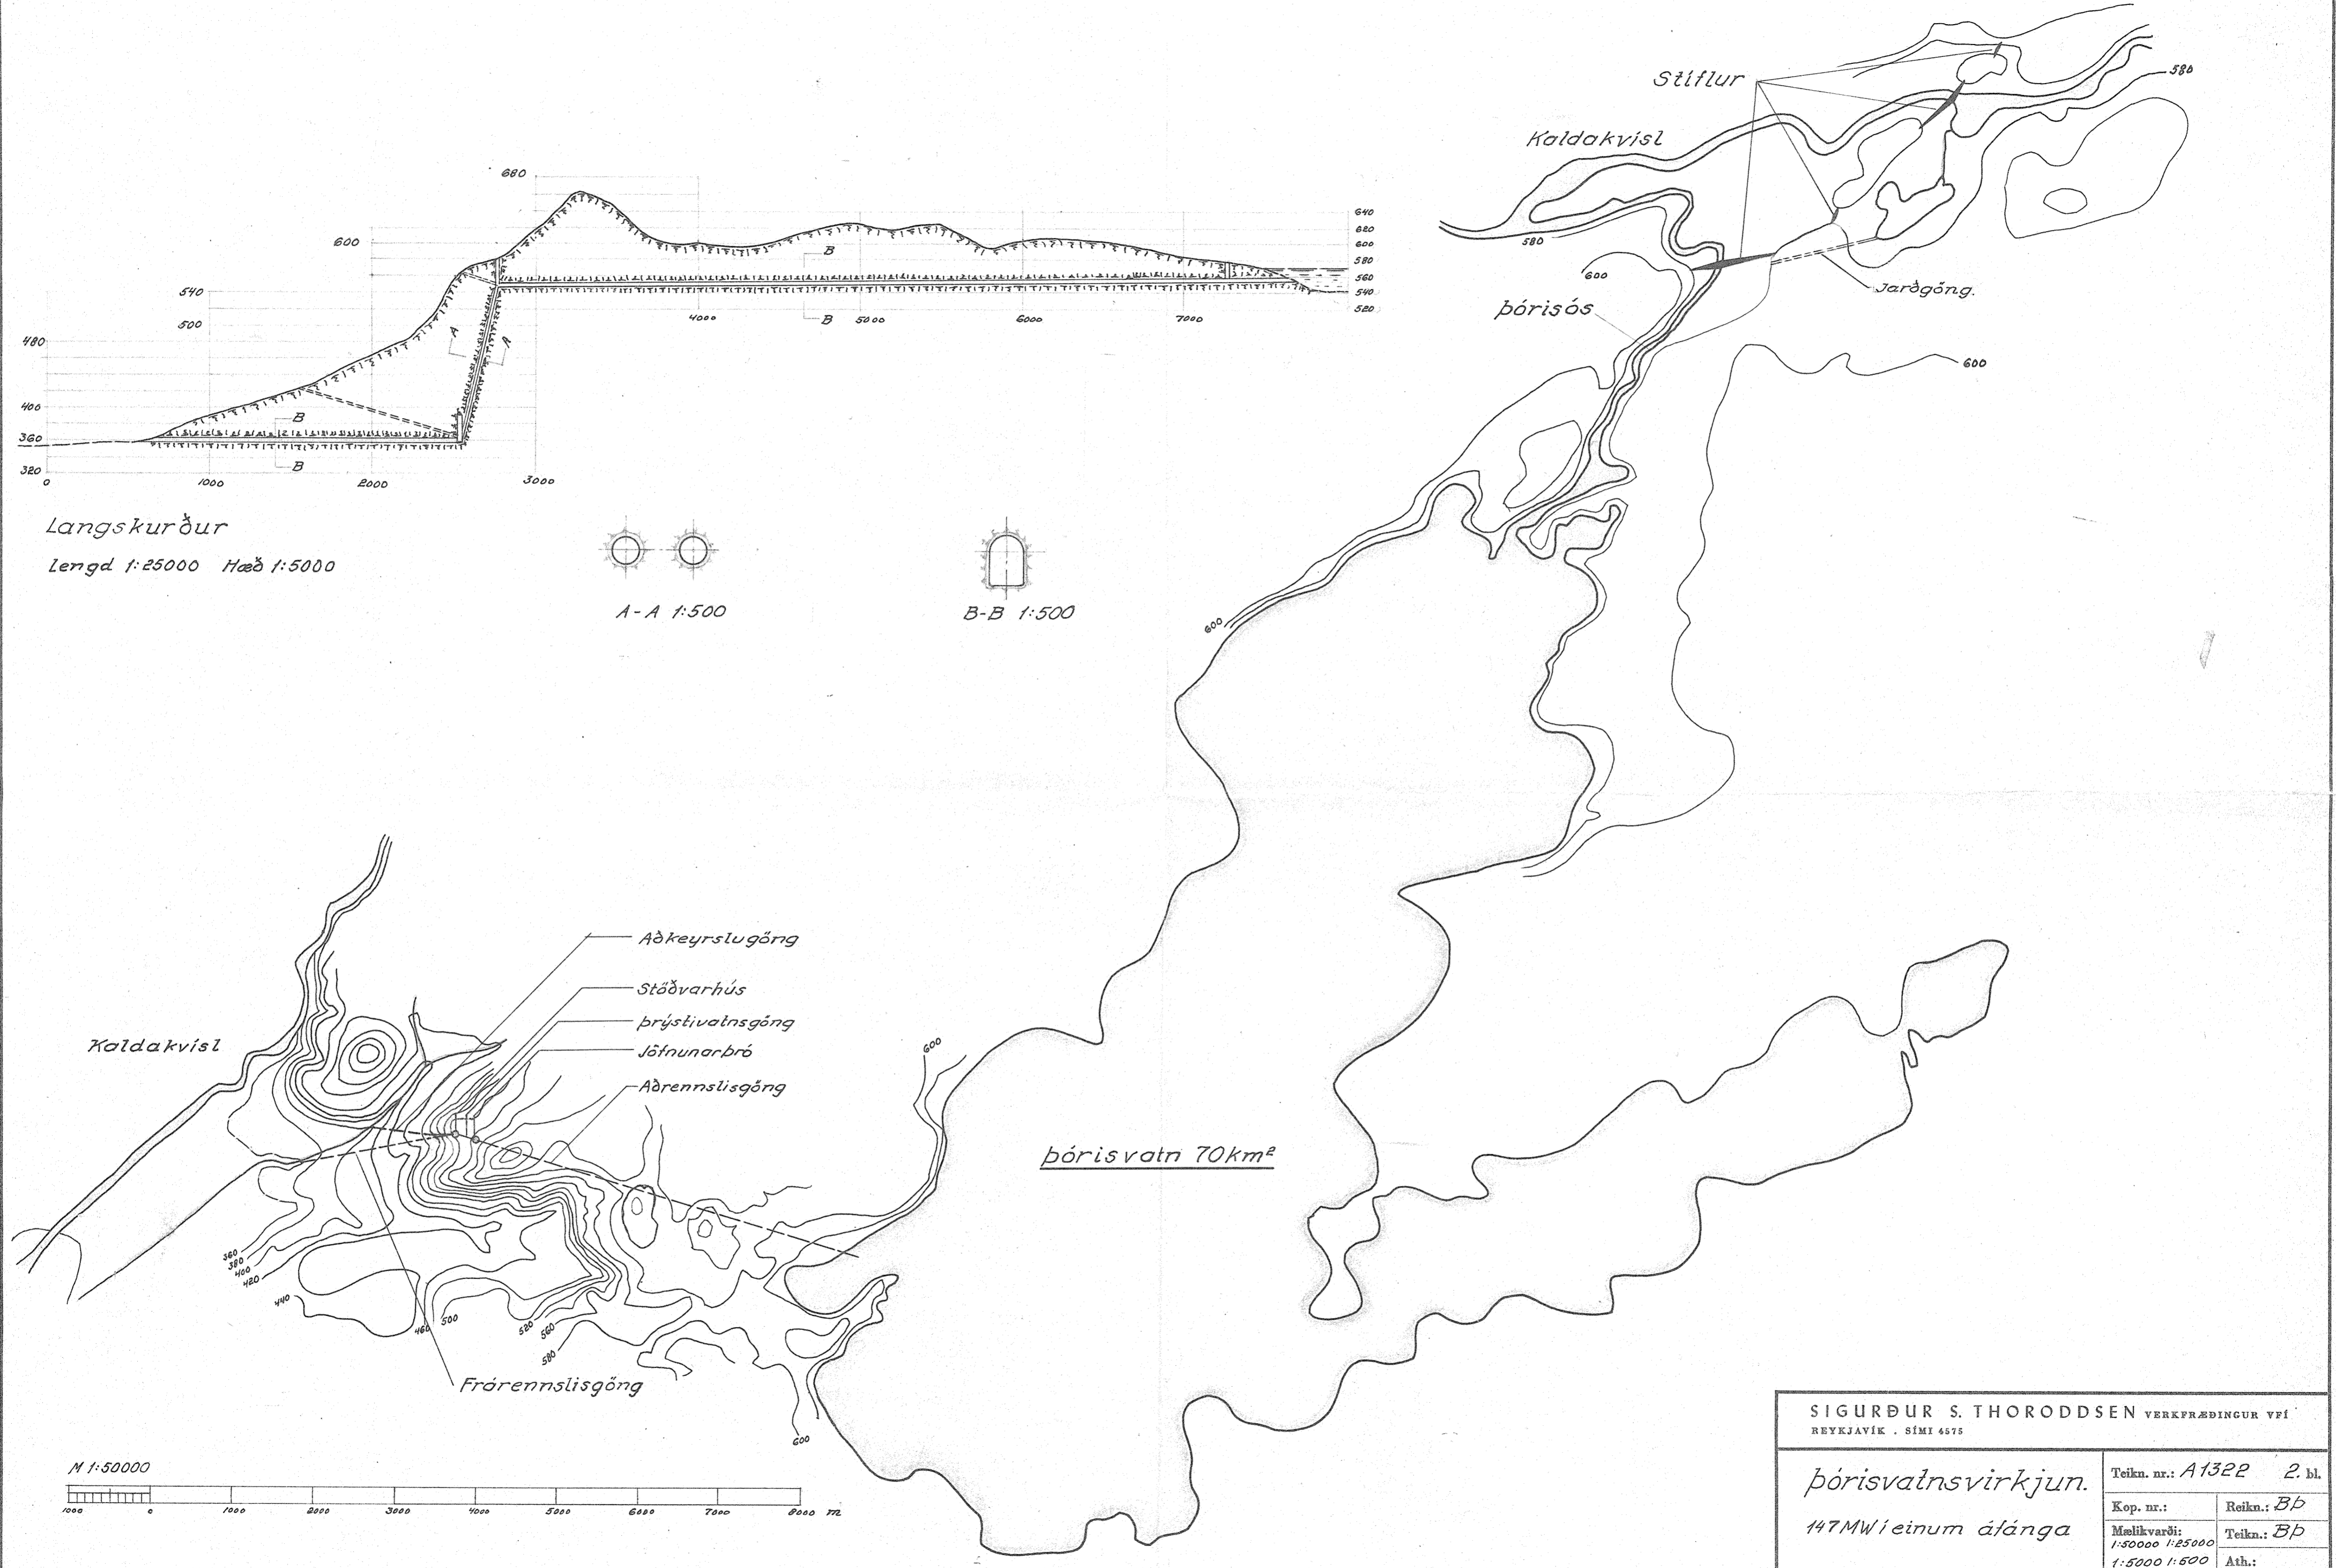 680
600
540
500
480
400
360
320
0
1000
2000
3000
4000
5000
6000
7000
640
620
600
580
560
540
520
B
B
A
A
B
B
Langskurður
lengd 1:25000 Hæð 1:5000
A-A 1:500
B-B 1:500
Stíflur
580
Kaldakvísl
580
600
Jarðgöng.
Þórisós
600
600
Aðkeyrslugöng
Stöðvarhús
Þrýstivatnsgöng
Jöfnunarþró
Aðrennslisgöng
Kaldakvísl
600
Þórisvatn 70km²
360
380
400
420
440
460
500
520
560
580
600
Frárennslisgöng
M 1:50000
1000 0 1000 2000 3000 4000 5000 6000 7000 8000 m
SIGURÐUR S. THORODDSEN VERKFRÆÐINGUR VFÍ
REYKJAVÍK . SÍMI 4575
Þórisvatnsvirkjun.
147MW í einum áfánga
Teikn. nr.: A1322 2. bl.
Kop. nr.:
Reikn.: BÞ
Mælikvarði:
1:50000 1:25000
1:5000 1:500
Teikn.: BÞ
Ath.: